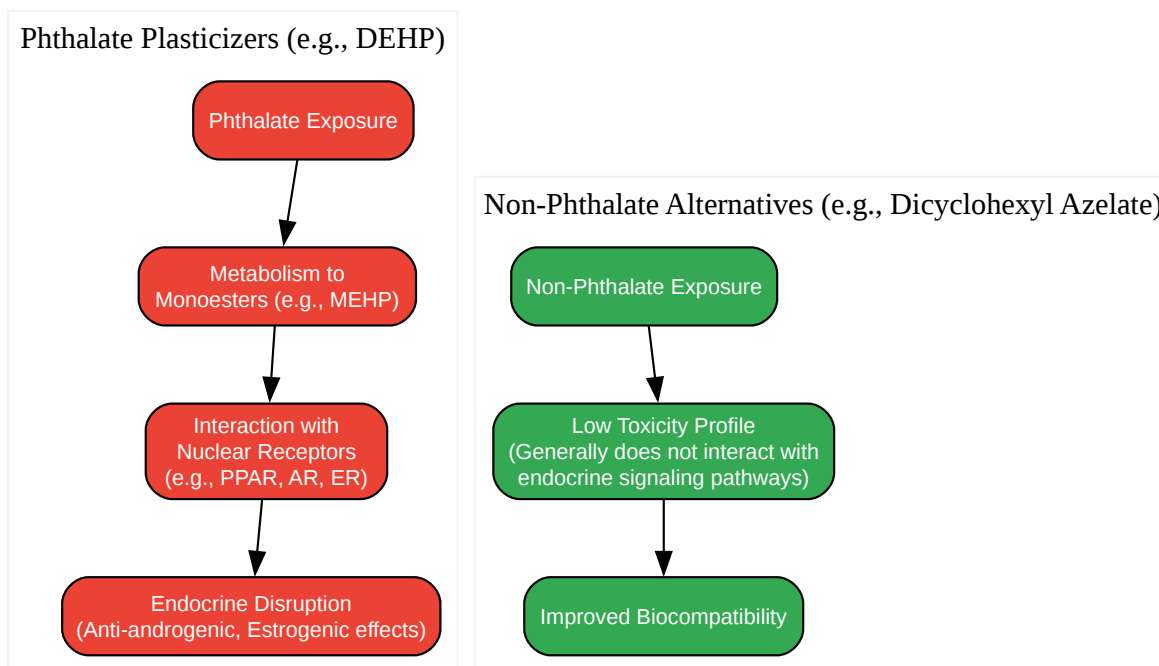 Phthalate Plasticizers (e.g., DEHP)
Phthalate Exposure
Metabolism to
Monoesters (e.g., MEHP)
Interaction with
Nuclear Receptors
(e.g., PPAR, AR, ER)
Endocrine Disruption
(Anti-androgenic, Estrogenic effects)
Non-Phthalate Alternatives (e.g., Dicyclohexyl Azelate)
Non-Phthalate Exposure
Low Toxicity Profile
(Generally does not interact with
endocrine signaling pathways)
Improved Biocompatibility